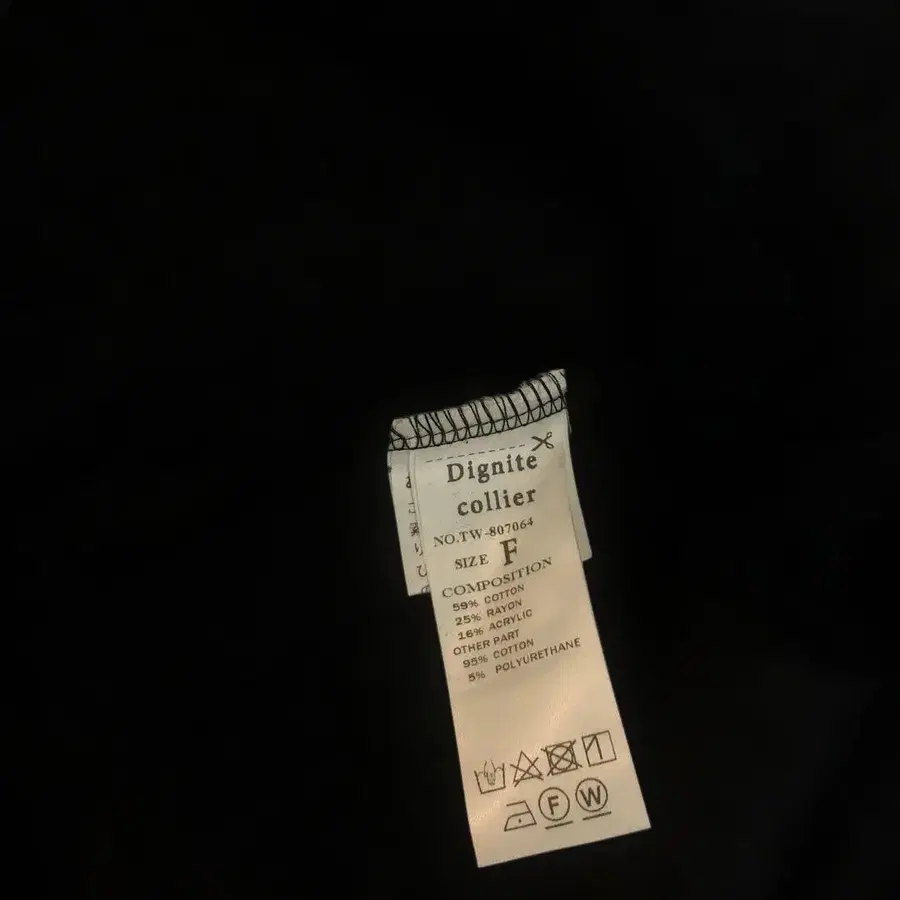 Dignite
collier
NO.TW-807064
SIZE F
COMPOSITION
59% COTTON
25% RAYON
16% ACRYLIC
OTHER PART
95% COTTON
5% POLYURETHANE
F W